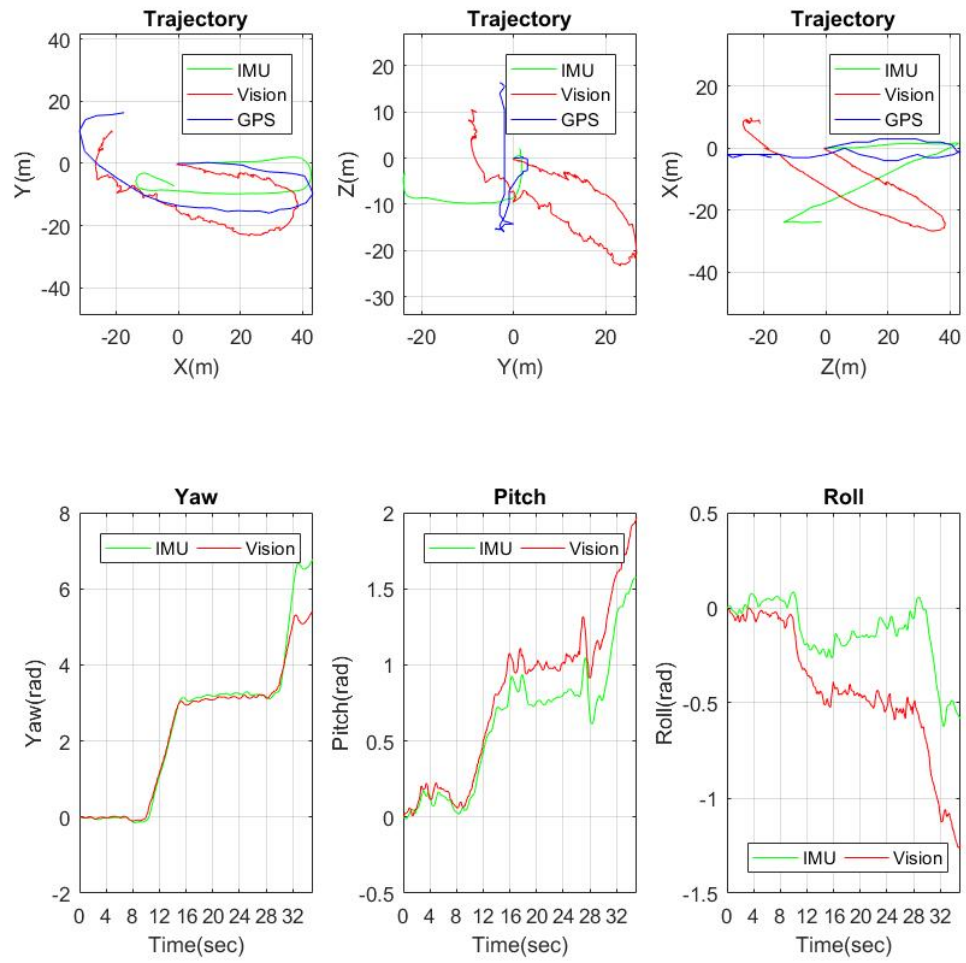 Trajectory
40
20
0
-20
-40
Y(m)
-20 0 20 40
X(m)
IMU
Vision
GPS
Trajectory
20
10
0
-10
-20
-30
Z(m)
-20 0 20
Y(m)
IMU
Vision
GPS
Trajectory
20
0
-20
-40
X(m)
-20 0 20 40
Z(m)
IMU
Vision
GPS
Yaw
8
6
4
2
0
-2
Yaw(rad)
0 4 8 12 16 20 24 28 32
Time(sec)
IMU Vision
Pitch
2
1.5
1
0.5
0
-0.5
Pitch(rad)
0 4 8 12 16 20 24 28 32
Time(sec)
IMU Vision
Roll
0.5
0
-0.5
-1
-1.5
Roll(rad)
0 4 8 12 16 20 24 28 32
Time(sec)
IMU Vision